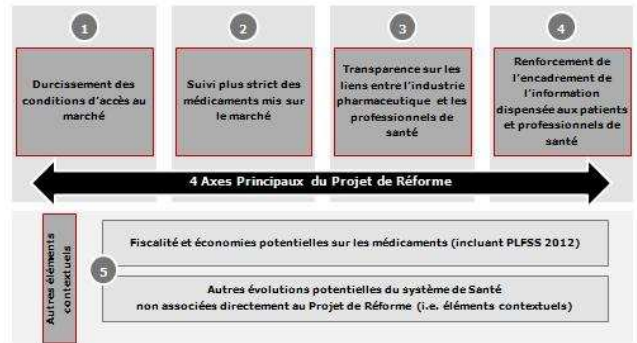 1
Durcissement des
conditions d'accès au
marché
2
Suivi plus strict des
médicaments mis sur
le marché
3
Transparence sur les
liens entre l'industrie
pharmaceutique et les
professionnels de
santé
4
Renforcement de
l'encadrement de
l'information
dispensée aux patients
et professionnels de
santé
4 Axes Principaux du Projet de Réforme
Autres éléments
contextuels
5
Fiscalité et économies potentielles sur les médicaments (incluant PLFSS 2012)
Autres évolutions potentielles du système de Santé
non associées directement au Projet de Réforme (i.e. éléments contextuels)